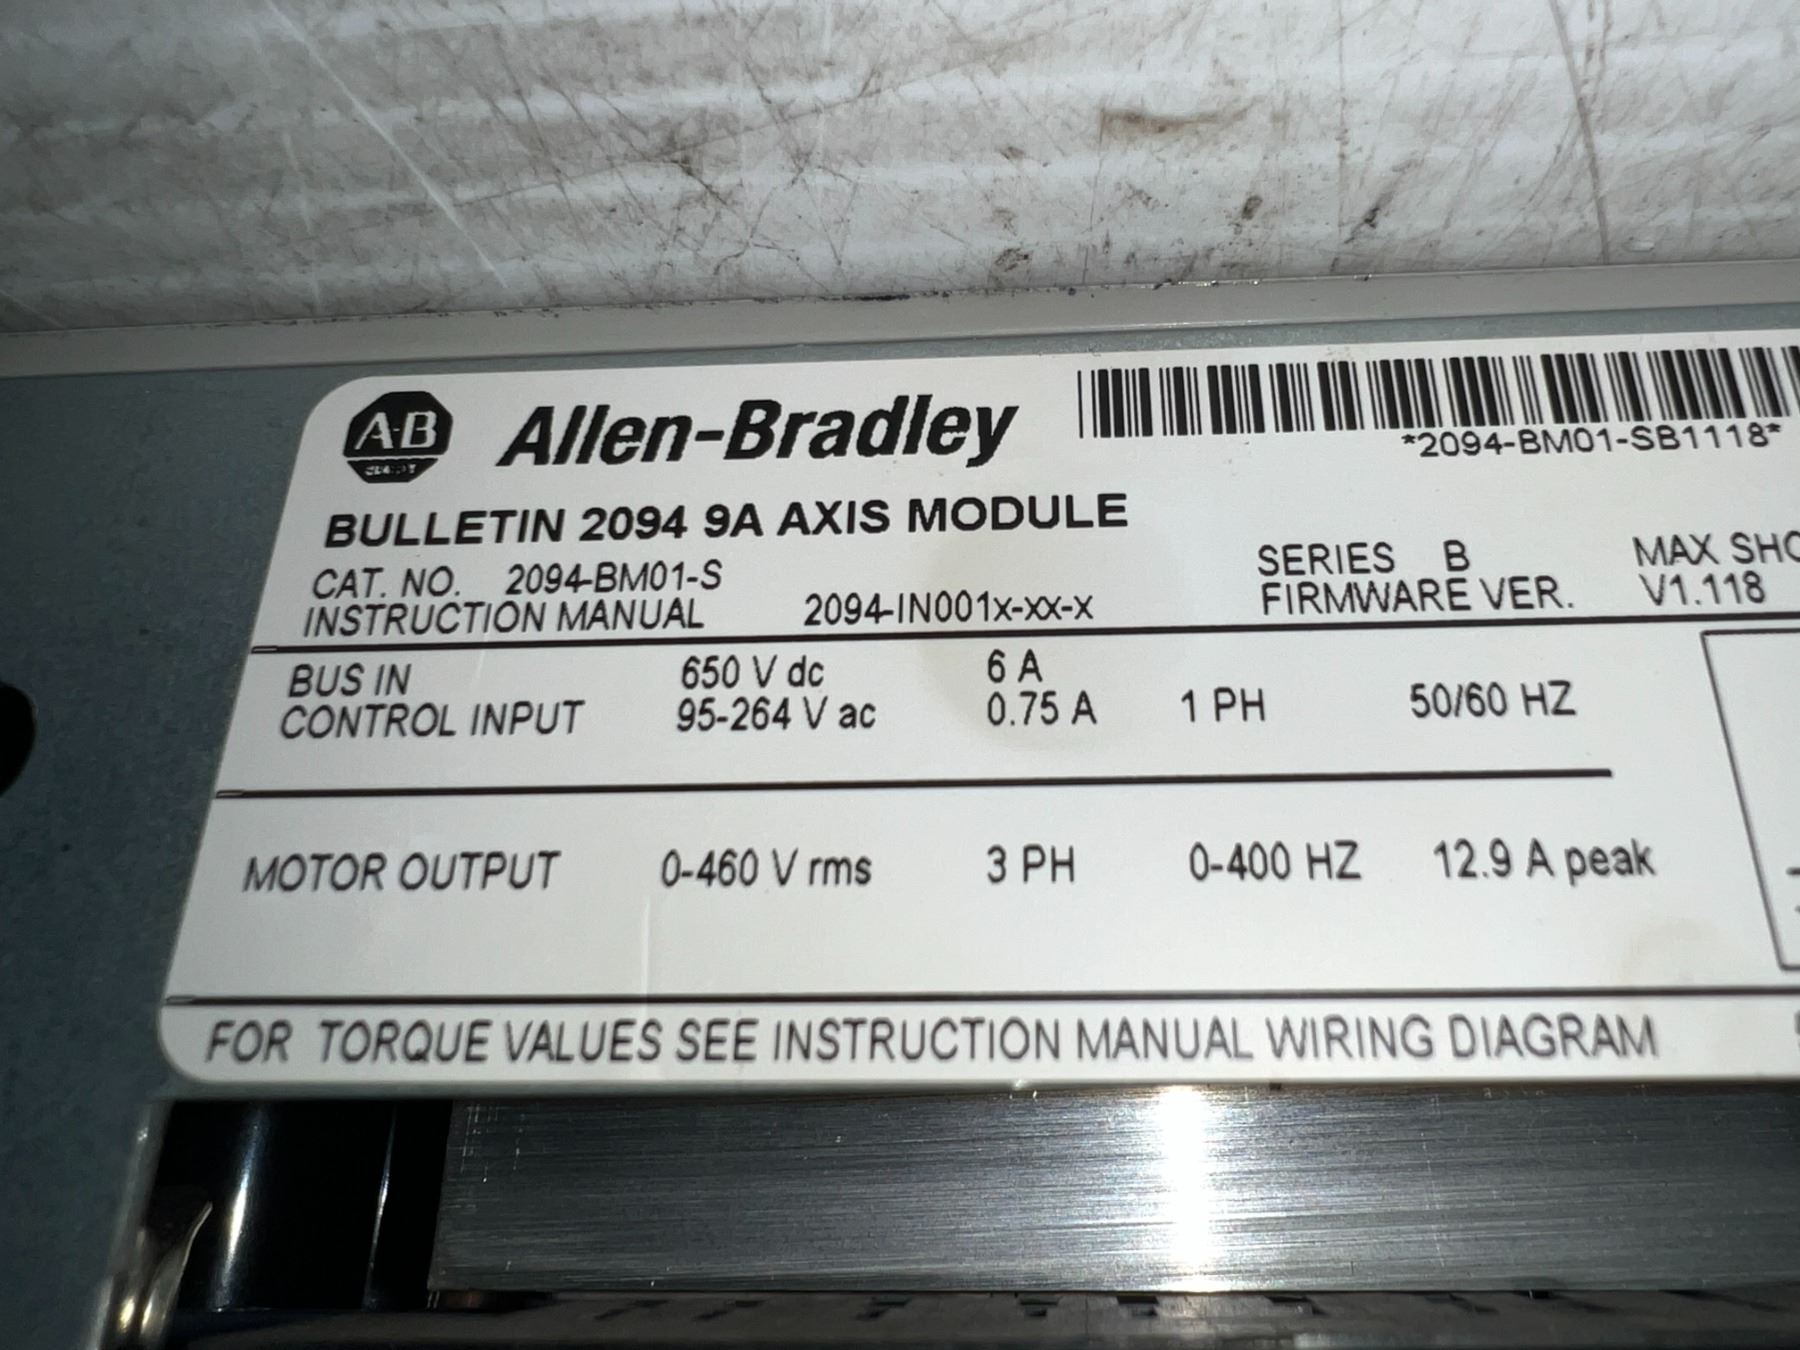 A-B
Allen-Bradley
*2094-BM01-SB1118*
BULLETIN 2094 9A AXIS MODULE
CAT. NO. 2094-BM01-S
SERIES B
MAX SHO
INSTRUCTION MANUAL 2094-IN001x-xx-x
FIRMWARE VER. V1.118
BUS IN 650 V dc 6 A
CONTROL INPUT 95-264 V ac 0.75 A 1 PH 50/60 HZ
MOTOR OUTPUT 0-460 V rms 3 PH 0-400 HZ 12.9 A peak
FOR TORQUE VALUES SEE INSTRUCTION MANUAL WIRING DIAGRAM